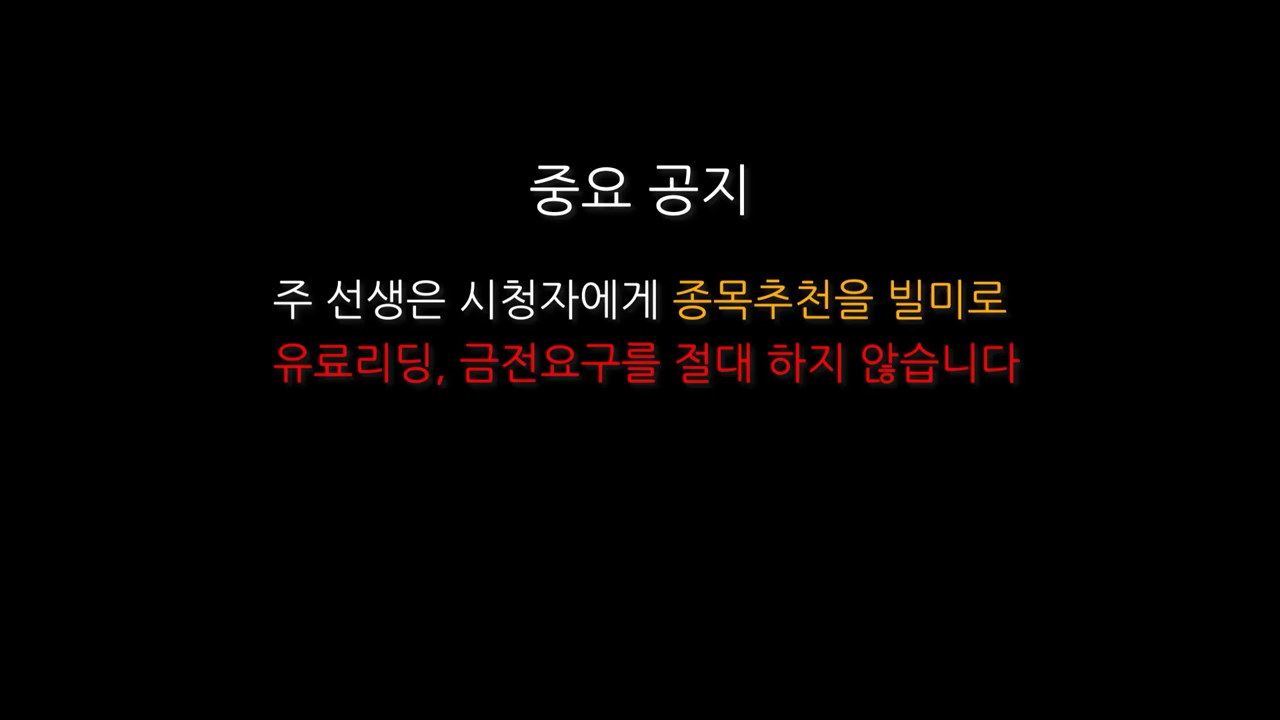 중요 공지
주 선생은 시청자에게 종목추천을 빌미로
유료리딩, 금전요구를 절대 하지 않습니다